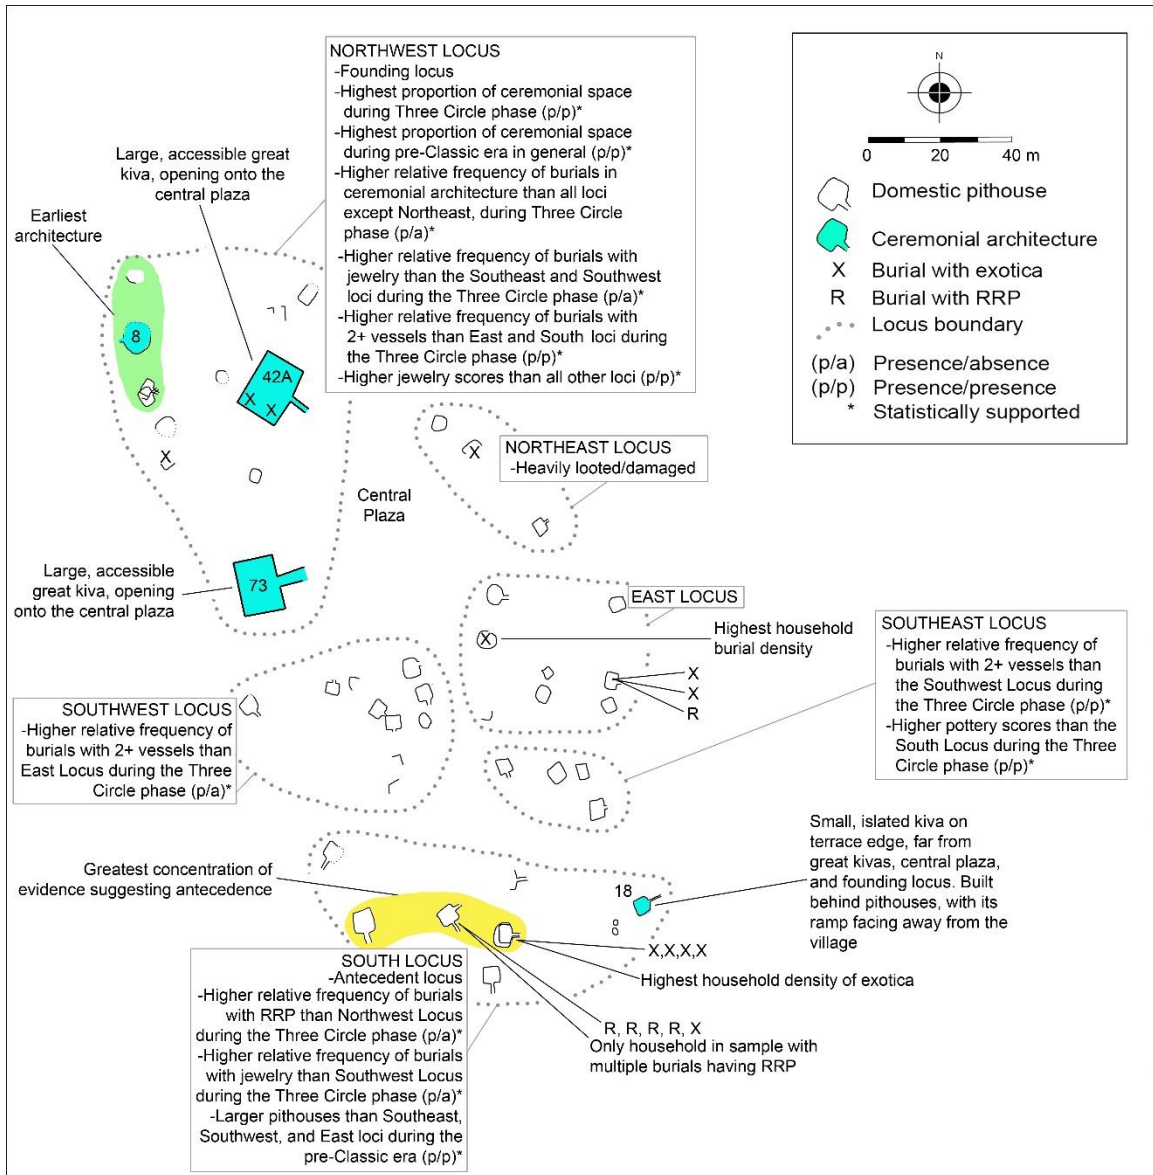 NORTHWEST LOCUS
-Founding locus
-Highest proportion of ceremonial space
during Three Circle phase (p/p)*
-Highest proportion of ceremonial space
during pre-Classic era in general (p/p)*
-Higher relative frequency of burials in
ceremonial architecture than all loci
except Northeast, during Three Circle
phase (p/a)*
-Higher relative frequency of burials with
jewelry than the Southeast and Southwest
loci during the Three Circle phase (p/a)*
-Higher relative frequency of burials with
2+ vessels than East and South loci during
the Three Circle phase (p/p)*
-Higher jewelry scores than all other loci (p/p)*
N
0 20 40 m
Domestic pithouse
Ceremonial architecture
X Burial with exotica
R Burial with RRP
Locus boundary
(p/a) Presence/absence
(p/p) Presence/presence
* Statistically supported
Large, accessible great
kiva, opening onto the
central plaza
Earliest
architecture
8
42A
X X
X
X
NORTHEAST LOCUS
-Heavily looted/damaged
Central
Plaza
Large, accessible
great kiva, opening
onto the central plaza
73
EAST LOCUS
X
Highest household
burial density
X
X
R
SOUTHEAST LOCUS
-Higher relative frequency of
burials with 2+ vessels than
the Southwest Locus during
the Three Circle phase (p/p)*
-Higher pottery scores than the
South Locus during the Three
Circle phase (p/p)*
SOUTHWEST LOCUS
-Higher relative frequency of
burials with 2+ vessels than
East Locus during the Three
Circle phase (p/a)*
Small, islated kiva on
terrace edge, far from
great kivas, central plaza,
and founding locus. Built
behind pithouses, with its
ramp facing away from the
village
Greatest concentration of
evidence suggesting antecedence
18
X,X,X,X
Highest household density of exotica
SOUTH LOCUS
-Antecedent locus
-Higher relative frequency of burials
with RRP than Northwest Locus
during the Three Circle phase (p/a)*
-Higher relative frequency of burials
with jewelry than Southwest Locus
during the Three Circle phase (p/a)*
-Larger pithouses than Southeast,
Southwest, and East loci during the
pre-Classic era (p/p)*
R, R, R, R, X
Only household in sample with
multiple burials having RRP